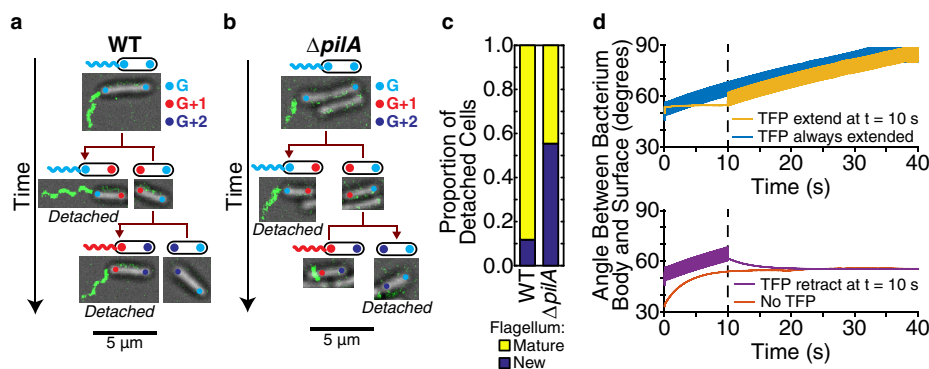 a
WT
Time
G
G+1
G+2
Detached
Detached
5 µm
b
ΔpilA
Time
G
G+1
G+2
Detached
Detached
5 µm
c
Proportion of
Detached Cells
1.0
0.8
0.6
0.4
0.2
0.0
WT
ΔpilA
Flagellum:
Mature
New
d
Angle Between Bacterium
Body and Surface (degrees)
90
60
30
TFP extend at t = 10 s
TFP always extended
0 10 20 30 40
Time (s)
90
60
30
TFP retract at t = 10 s
No TFP
0 10 20 30 40
Time (s)